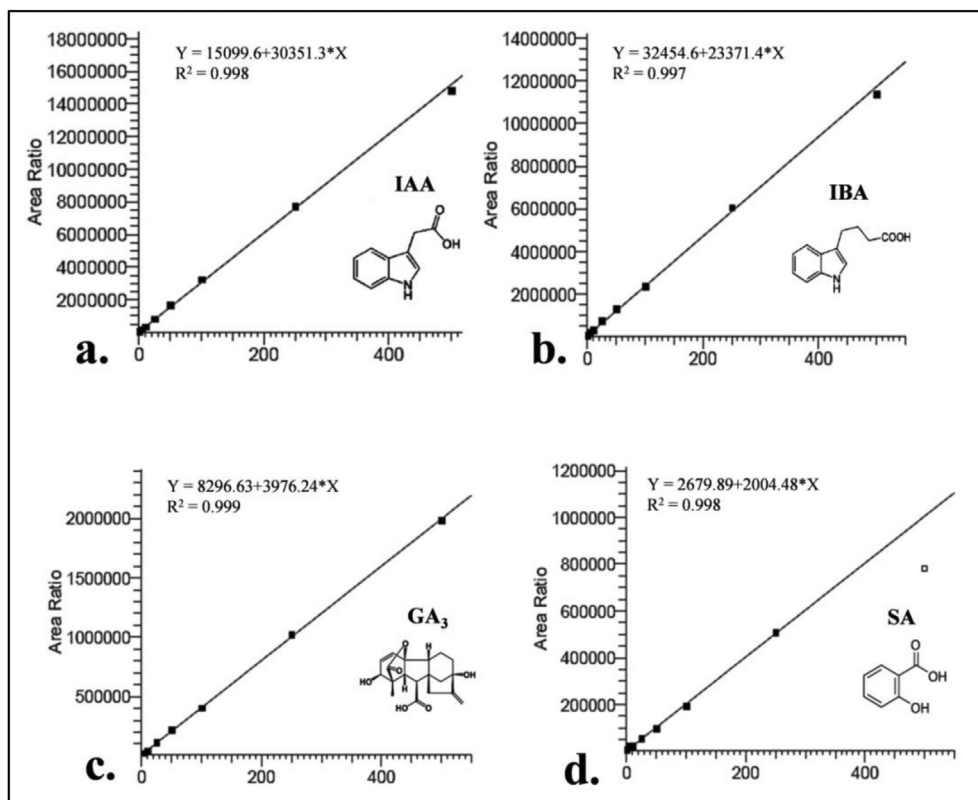 Y = 15099.6+30351.3*X
R² = 0.998
18000000
16000000
14000000
12000000
10000000
8000000
6000000
4000000
2000000
Area Ratio
IAA
O
OH
N
H
0
200
400
a.
Y = 32454.6+23371.4*X
R² = 0.997
14000000
12000000
10000000
8000000
6000000
4000000
2000000
Area Ratio
IBA
COOH
N
H
0
200
400
b.
Y = 8296.63+3976.24*X
R² = 0.999
2000000
1500000
1000000
500000
Area Ratio
GA₃
O
H
O
OH
HO
H
HO
O
0
200
400
c.
Y = 2679.89+2004.48*X
R² = 0.998
1200000
1000000
800000
600000
400000
200000
Area Ratio
SA
O
OH
OH
0
200
400
d.